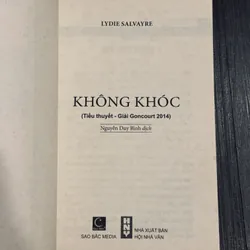 LYDIE SALVAYRE
KHÔNG KHÓC
(Tiểu thuyết - Giải Goncourt 2014)
Nguyễn Duy Bình dịch
C
HNV
SAO BẮC MEDIA
NHÀ XUẤT BẢN
HỘI NHÀ VĂN